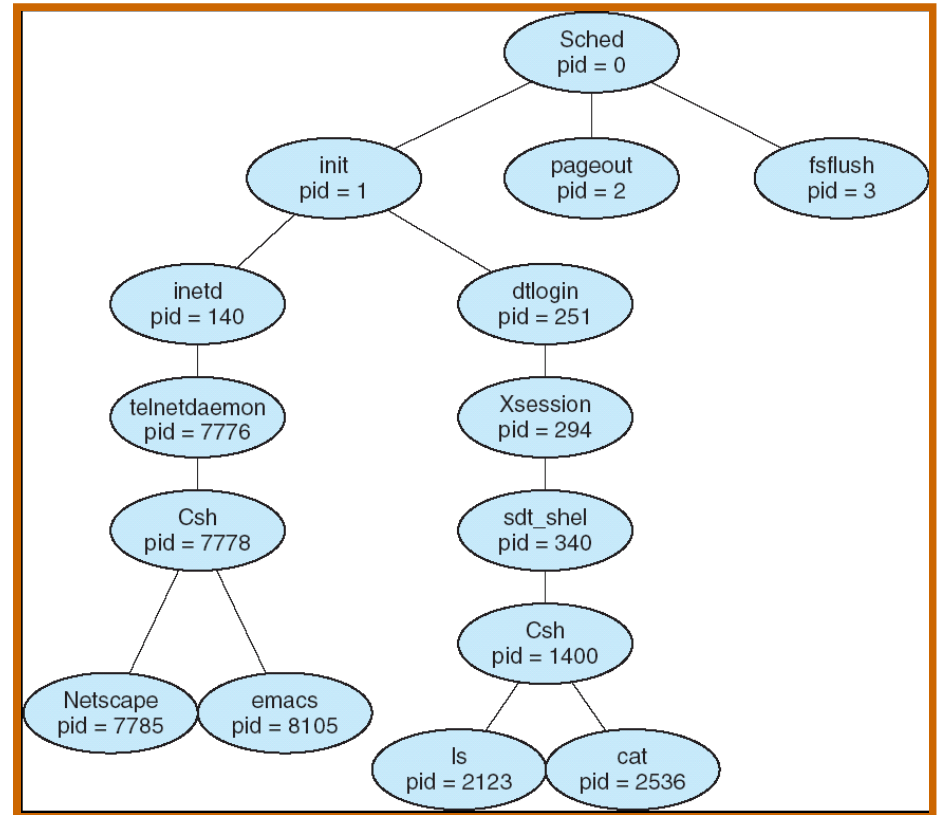 Sched
pid = 0
init
pid = 1
pageout
pid = 2
fsflush
pid = 3
inetd
pid = 140
dtlogin
pid = 251
telnetdaemon
pid = 7776
Xsession
pid = 294
Csh
pid = 7778
sdt_shel
pid = 340
Csh
pid = 1400
Netscape
pid = 7785
emacs
pid = 8105
ls
pid = 2123
cat
pid = 2536